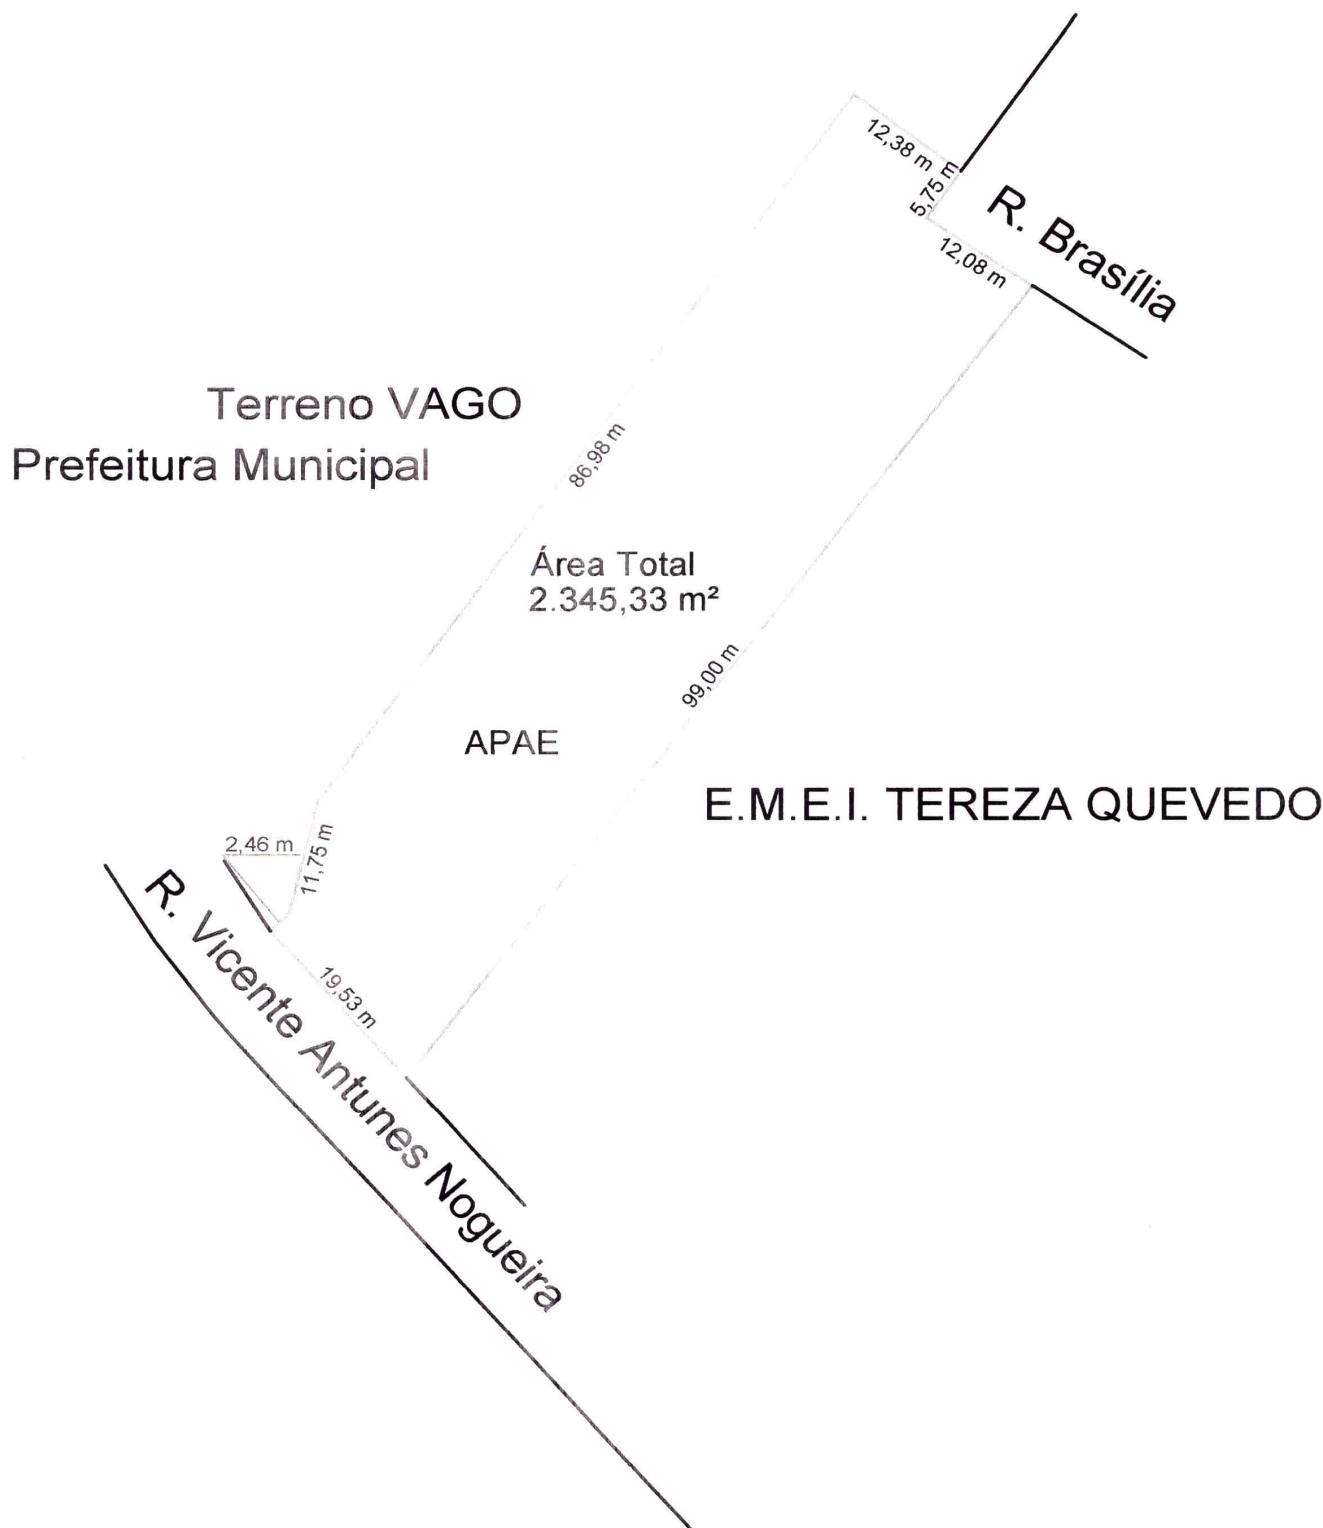 12,38 m
5,75 m
R. Brasília
12,08 m
Terreno VAGO
Prefeitura Municipal
86,98 m
Área Total
2.345,33 m²
99,00 m
APAE
E.M.E.I. TEREZA QUEVEDO
2,46 m
11,75 m
R. Vicente Antunes Nogueira
19,53 m